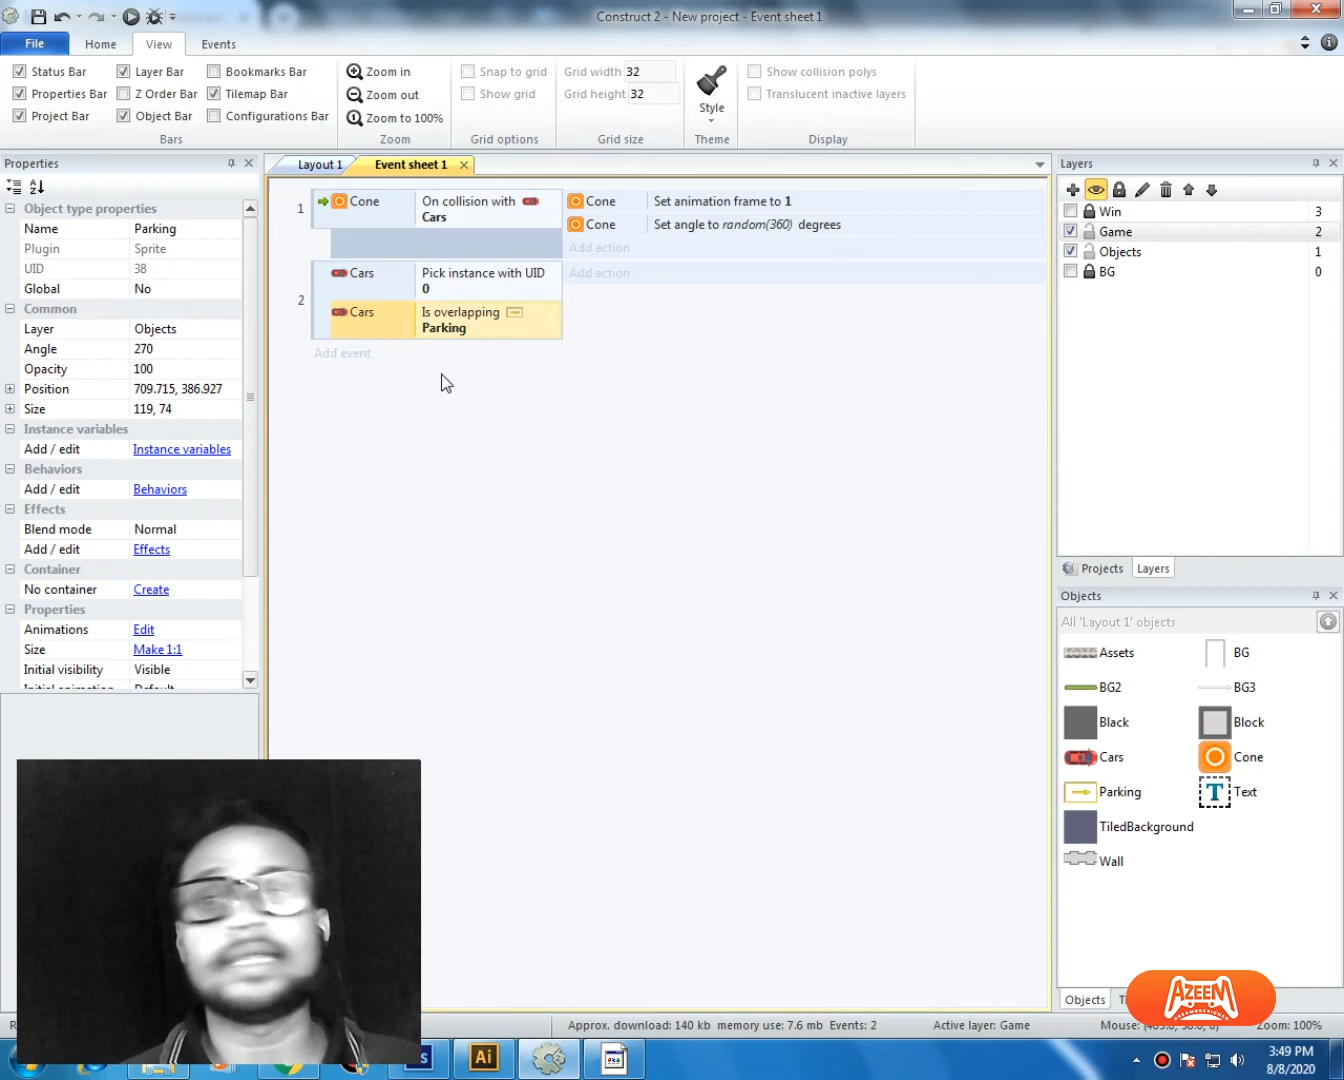 Construct 2 - New project - Event sheet 1
File Home View Events
Status Bar Layer Bar Bookmarks Bar
Properties Bar Z Order Bar Tilemap Bar
Project Bar Object Bar Configurations Bar
Bars
Zoom in
Zoom out
Zoom to 100%
Zoom
Snap to grid
Show grid
Grid options
Grid width 32
Grid height 32
Grid size
Style
Theme
Show collision polys
Translucent inactive layers
Display
Properties
Object type properties
Name Parking
Plugin Sprite
UID 38
Global No
Common
Layer Objects
Angle 270
Opacity 100
Position 709.715, 386.927
Size 119, 74
Instance variables
Add / edit Instance variables
Behaviors
Add / edit Behaviors
Effects
Blend mode Normal
Add / edit Effects
Container
No container Create
Properties
Animations Edit
Size Make 1:1
Initial visibility Visible
Layout 1 Event sheet 1
1 Cone On collision with Cars
Cone Set animation frame to 1
Cone Set angle to random(360) degrees
Add action
2 Cars Pick instance with UID 0
Add action
Cars Is overlapping Parking
Add event
Layers
Win 3
Game 2
Objects 1
BG 0
Projects Layers
Objects
All 'Layout 1' objects
Assets BG
BG2 BG3
Black Block
Cars Cone
Parking Text
T
TiledBackground
Wall
Objects
AZEEM
DREAMDESIGNER
Approx. download: 140 kb memory use: 7.6 mb Events: 2 Active layer: Game Zoom: 100%
Ai
3:49 PM
8/8/2020